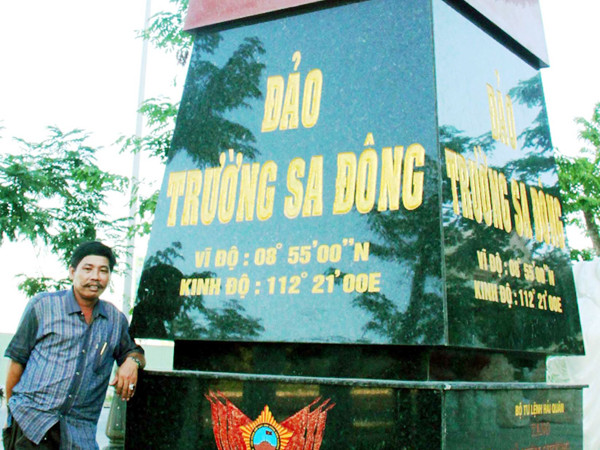 ĐẢO
TRƯỜNG SA ĐÔNG
VĨ ĐỘ : 08° 55'00"N
KINH ĐỘ : 112° 21'00E
ĐẢO
TRƯỜNG SA ĐÔNG
VĨ ĐỘ : 08° 55'00"N
KINH ĐỘ : 112° 21'00E
BỘ TƯ LỆNH HẢI QUÂN